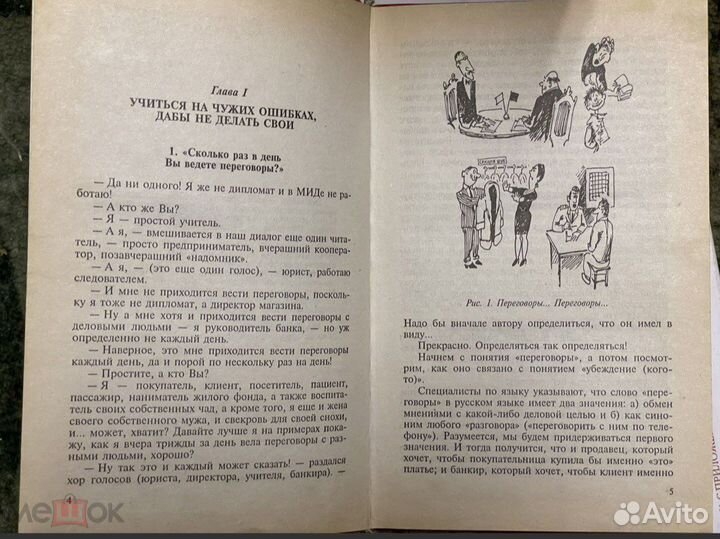 Глава I
УЧИТЬСЯ НА ЧУЖИХ ОШИБКАХ,
ДАБЫ НЕ ДЕЛАТЬ СВОИ
1. «Сколько раз в день
Вы ведете переговоры?»
— Да ни одного! Я же не дипломат и в МИДе не ра-
ботаю!
— А кто же Вы?
— Я — простой учитель.
— А я, — вмешивается в наш диалог еще один чита-
тель, — просто предприниматель, вчерашний коопера-
тор, позавчерашний «надомник».
— А я, — (это еще один голос), — юрист, работаю
следователем.
— И мне не приходится вести переговоры, посколь-
ку я тоже не дипломат, а директор магазина.
— Ну а мне хотя и приходится вести переговоры с
деловыми людьми — я руководитель банка, — но уж
определенно не каждый день.
— Наверное, это мне приходится вести переговоры
каждый день, да и порой по нескольку раз на день!
— Простите, а кто Вы?
— Я — покупатель, клиент, посетитель, пациент,
пассажир, наниматель жилого фонда, а также воспита-
тель своих собственных чад, а кроме того, я еще и жена
своего собственного мужа, и свекровь для своей снохи,
и... может, хватит? Давайте лучше я на примерах пока-
жу, как я вчера трижды за день вела переговоры с раз-
ными людьми, хорошо?
— Ну так это и каждый может сказать! — раздался
хор голосов (юриста, директора, учителя, банкира). —
4
СЕКЦИЯ ШУБ
Рис. 1. Переговоры... Переговоры...
Надо бы вначале автору определиться, что он имел в
виду...
Прекрасно. Определяться так определяться!
Начнем с понятия «переговоры», а потом посмот-
рим, как оно связано с понятием «убеждение (кого-
то)».
Специалисты по языку указывают, что слово «пере-
говоры» в русском языке имеет два значения: а) обмен
мнениями с какой-либо деловой целью и б) как сино-
ним любого «разговора» («переговорить с ним по теле-
фону»). Разумеется, мы будем придерживаться первого
значения. И тогда получится, что и продавец, который
хочет, чтобы покупательница купила бы именно «это»
платье; и банкир, который хочет, чтобы клиент именно
5
мешок
Avito